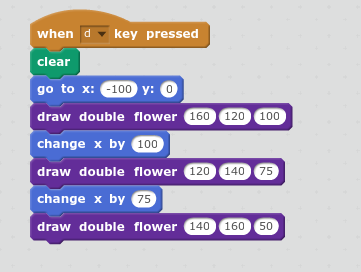 when d key pressed
clear
go to x: -100 y: 0
draw double flower 160 120 100
change x by 100
draw double flower 120 140 75
change x by 75
draw double flower 140 160 50